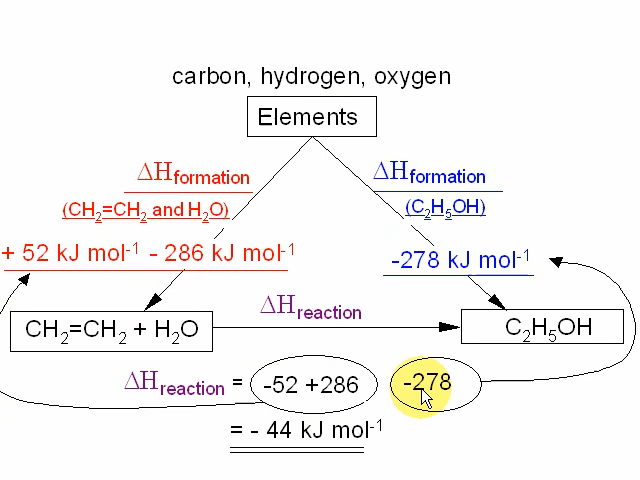 carbon, hydrogen, oxygen
Elements
ΔHformation
ΔHformation
(CH2=CH2 and H2O)
(C2H5OH)
+ 52 kJ mol-1 - 286 kJ mol-1
-278 kJ mol-1
ΔHreaction
CH2=CH2 + H2O
C2H5OH
ΔHreaction = -52 +286 -278
= - 44 kJ mol-1